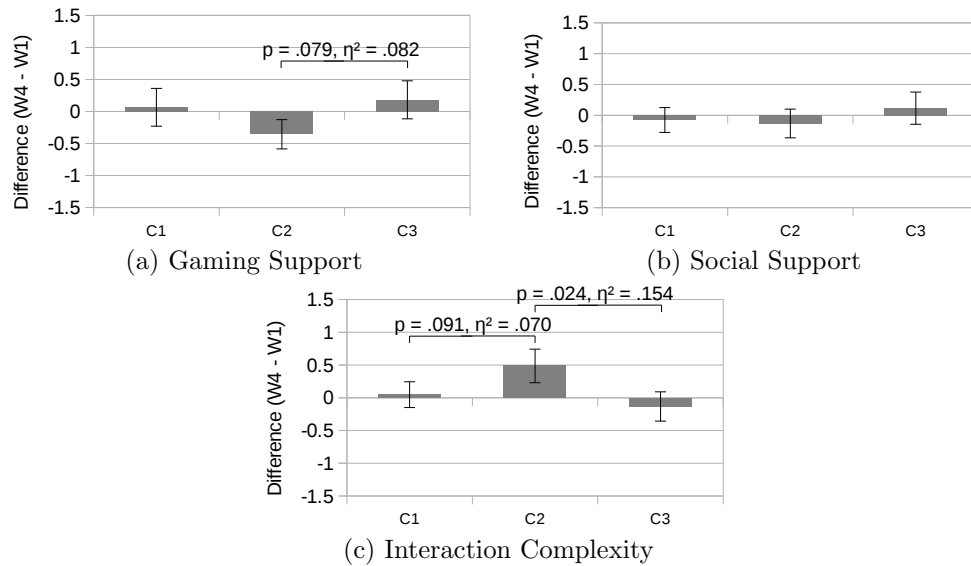 1.5
1
0.5
0
-0.5
-1
-1.5
Difference (W4 - W1)
p = .079, η² = .082
C1 C2 C3
(a) Gaming Support
1.5
1
0.5
0
-0.5
-1
-1.5
Difference (W4 - W1)
C1 C2 C3
(b) Social Support
1.5
1
0.5
0
-0.5
-1
-1.5
Difference (W4 - W1)
p = .024, η² = .154
p = .091, η² = .070
C1 C2 C3
(c) Interaction Complexity